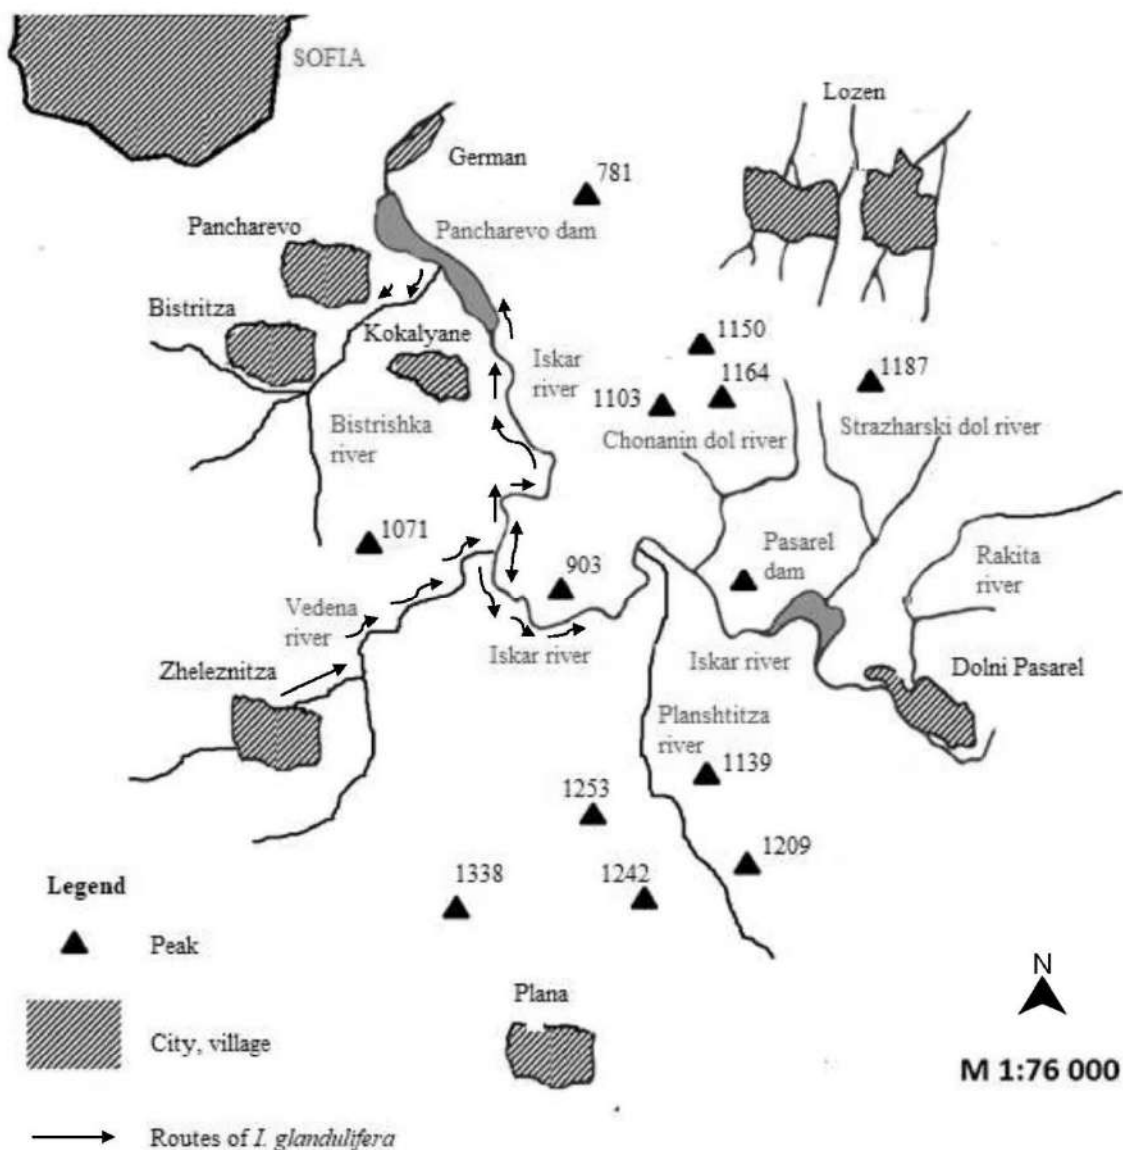 SOFIA
Lozen
German
781
Pancharevo
Pancharevo dam
Bistritza
Kokalyane
1150
Iskar
river
1164
1187
1103
Chonanin dol river
Strazharski dol river
Bistrishka
river
1071
Pasarel
dam
Rakita
river
903
Vedena
river
Iskar river
Iskar river
Zheleznitza
Dolni Pasarel
Planshtitza
river
1139
1253
1209
1338
1242
Legend
Peak
Plana
N
City, village
M 1:76 000
Routes of I. glandulifera